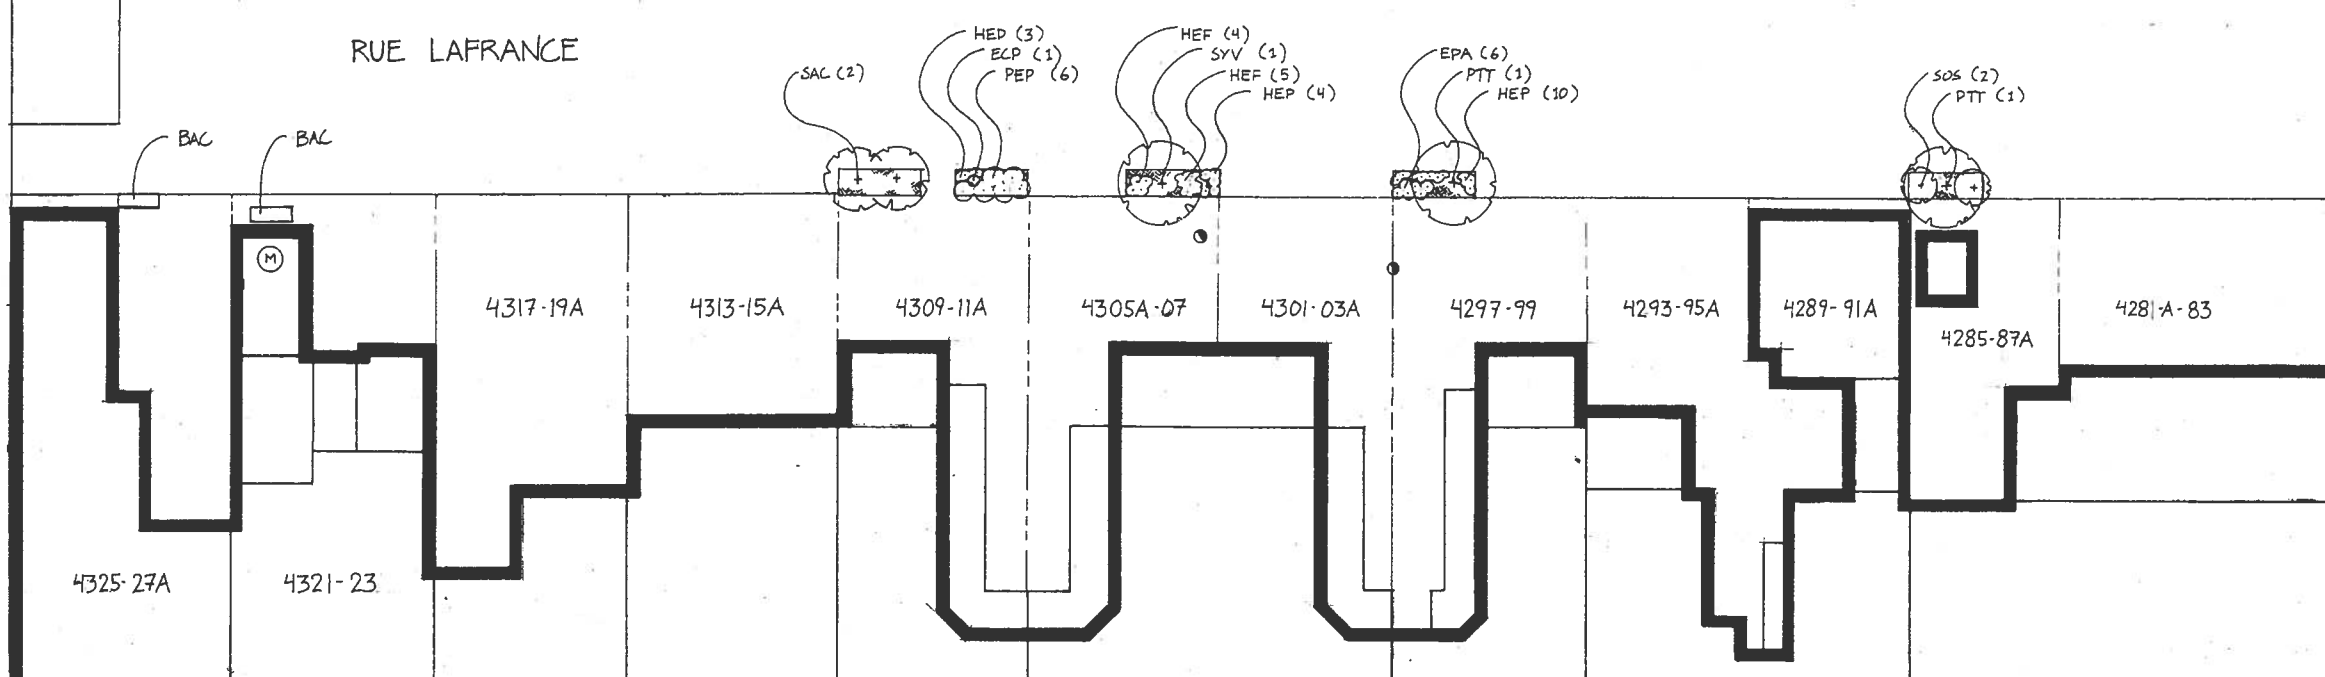 RUE LAFRANCE
BAC
BAC
SAC (2)
HED (3)
ECP (1)
PEP (6)
HEF (4)
SYV (1)
HEF (5)
HEP (4)
EPA (6)
PTT (1)
HEP (10)
SOS (2)
PTT (1)
M
4317-19A
4313-15A
4309-11A
4305A-07
4301-03A
4297-99
4293-95A
4289-91A
4285-87A
4281-A-83
4325-27A
4321-23